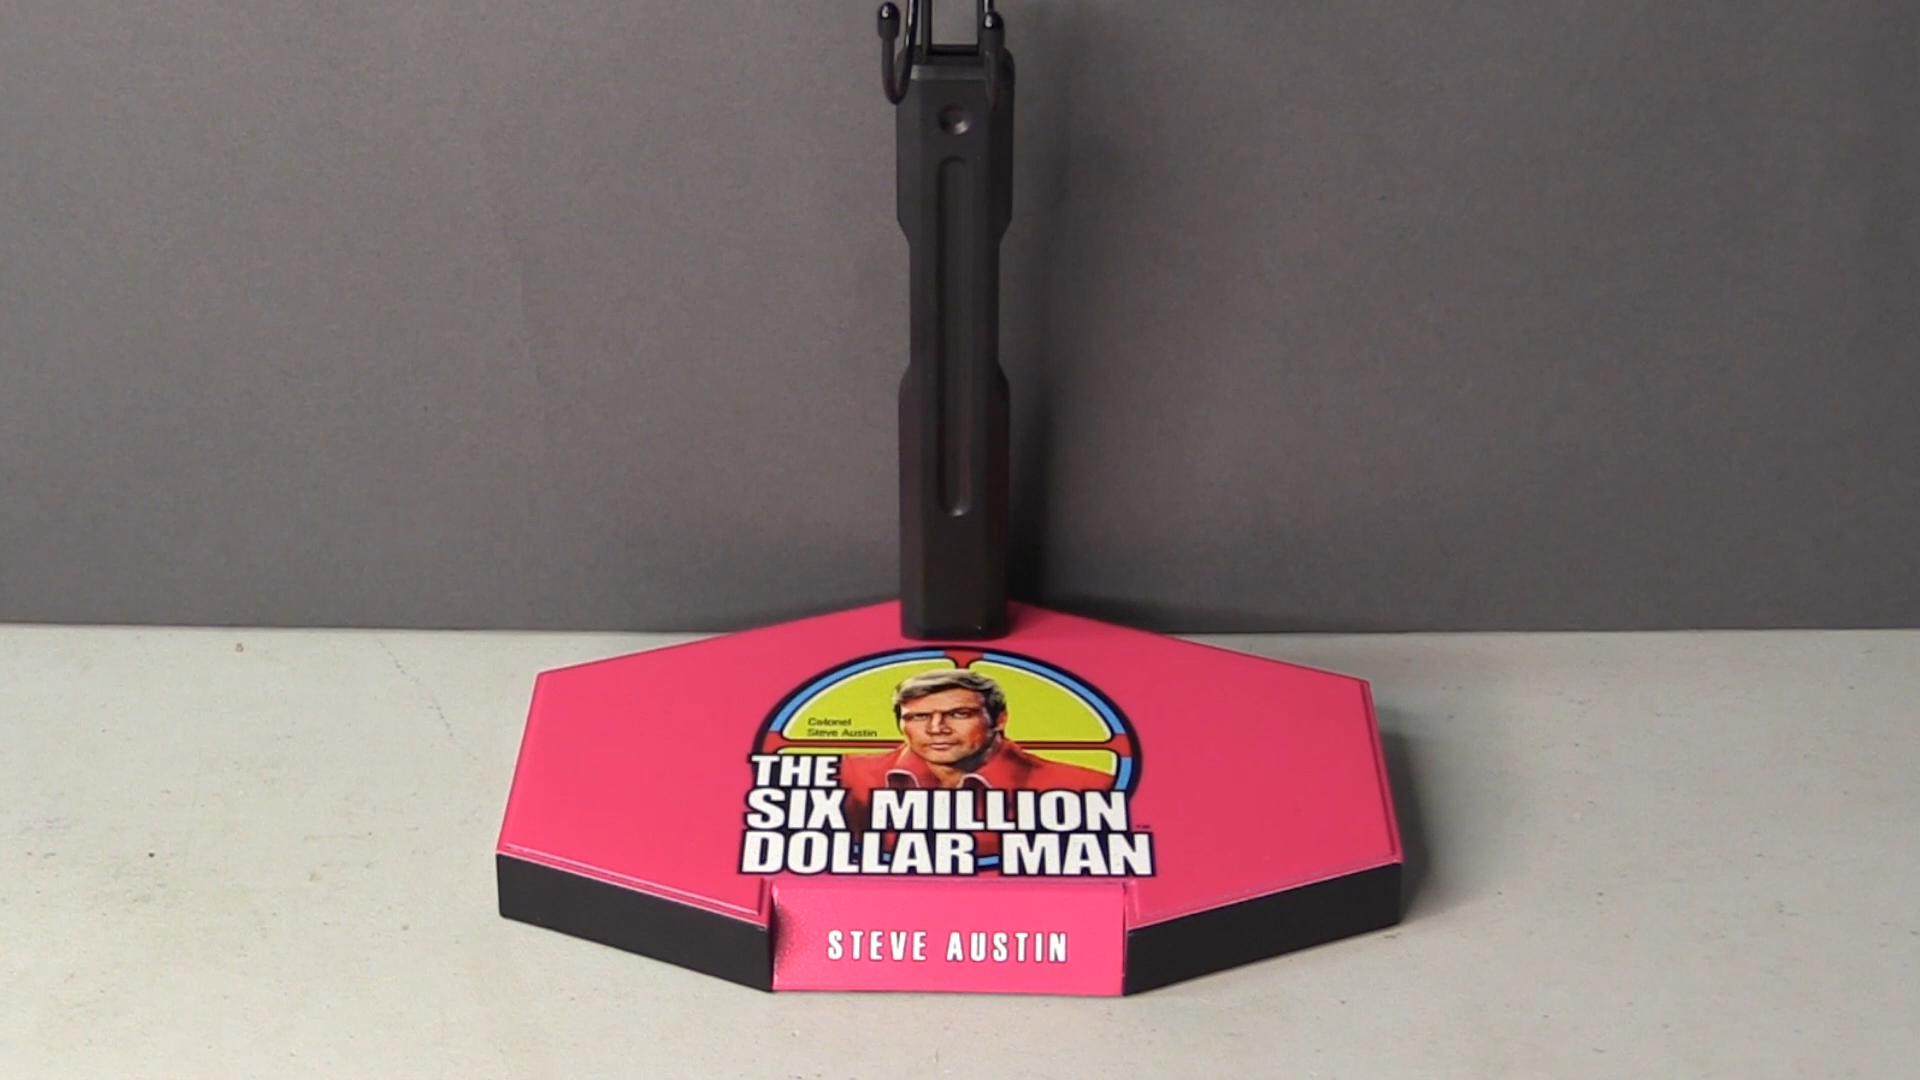 Colonel
Steve Austin
THE
SIX MILLION
DOLLAR MAN
STEVE AUSTIN